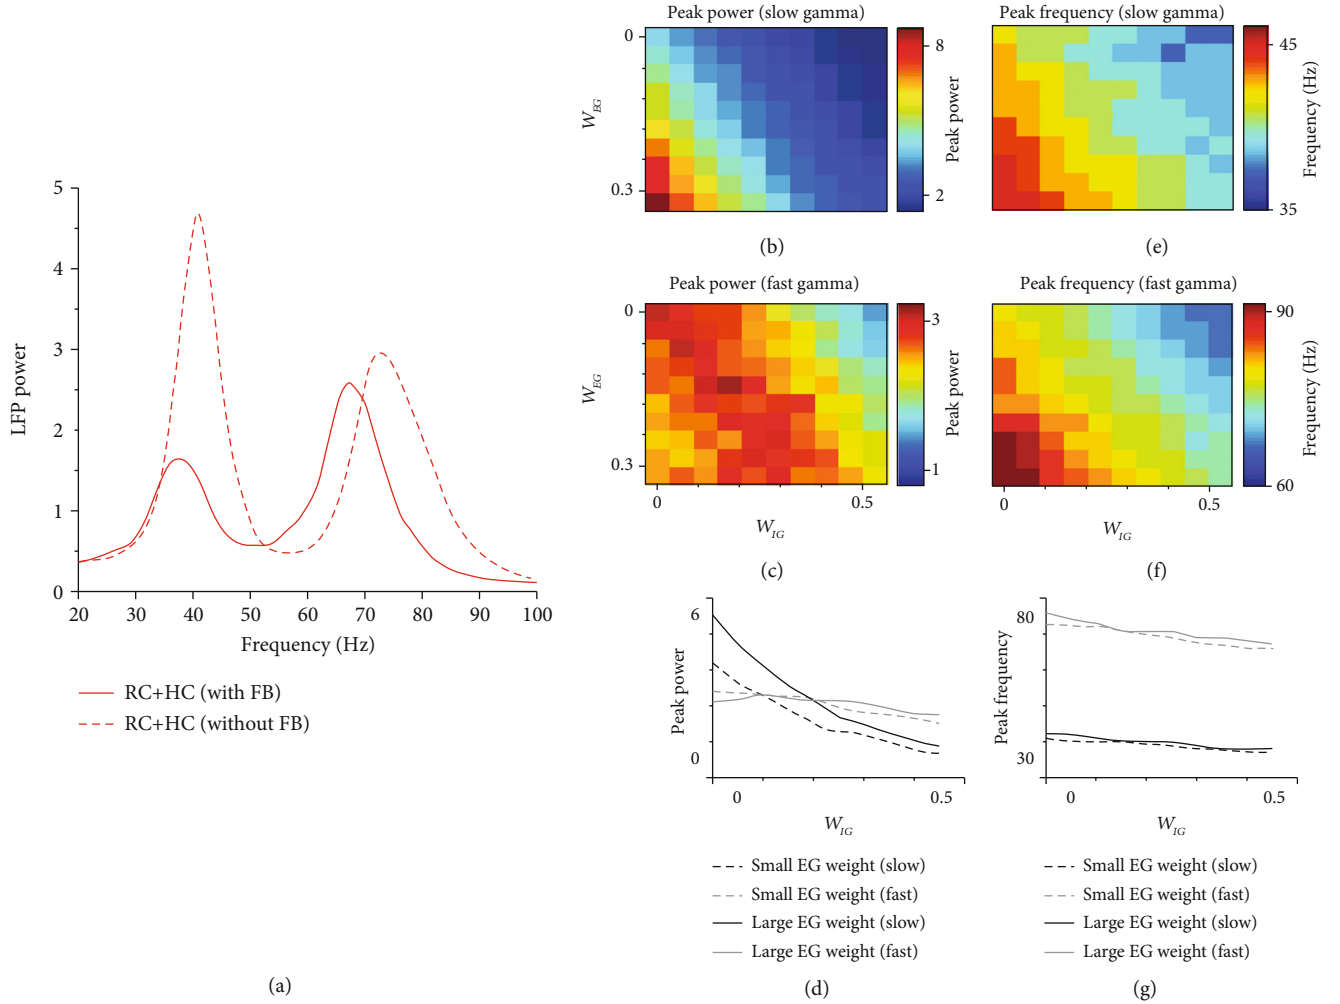 5
4
3
2
1
0
LFP power
20 30 40 50 60 70 80 90 100
Frequency (Hz)
RC+HC (with FB)
RC+HC (without FB)
(a)
Peak power (slow gamma)
0
0.3
W_EG
8
2
Peak power
(b)
Peak frequency (slow gamma)
45
35
Frequency (Hz)
(e)
Peak power (fast gamma)
0
0.3
W_EG
0 0.5
W_IG
3
1
Peak power
(c)
Peak frequency (fast gamma)
0 0.5
W_IG
90
60
Frequency (Hz)
(f)
6
0
Peak power
0 0.5
W_IG
Small EG weight (slow)
Small EG weight (fast)
Large EG weight (slow)
Large EG weight (fast)
(d)
80
30
Peak frequency
0 0.5
W_IG
Small EG weight (slow)
Small EG weight (fast)
Large EG weight (slow)
Large EG weight (fast)
(g)